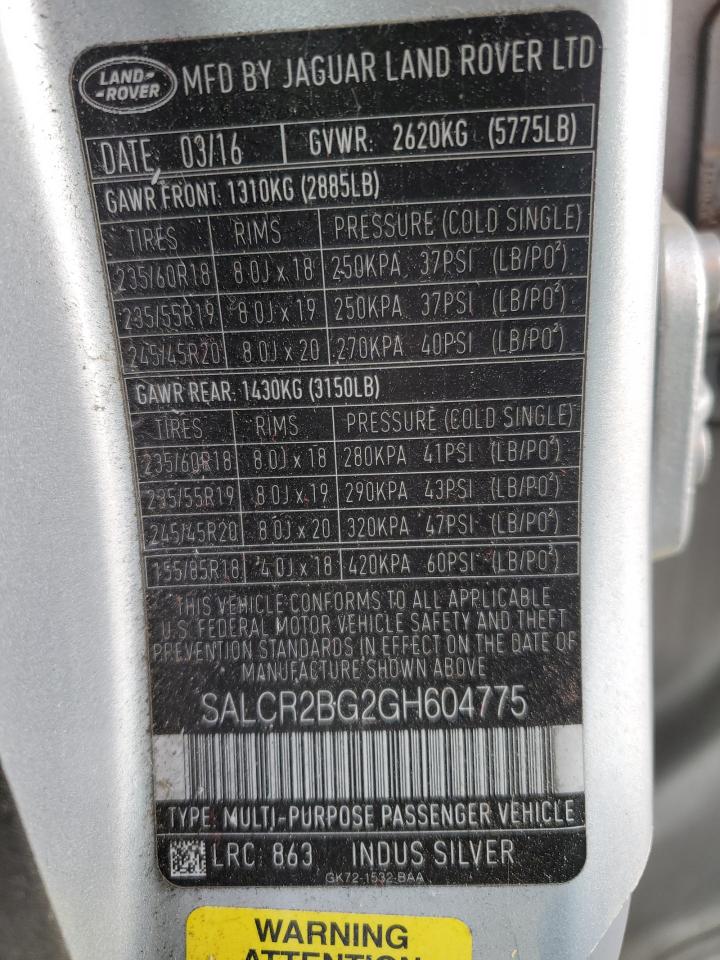 LAND-ROVER MFD BY JAGUAR LAND ROVER LTD
DATE: 03/16 GVWR: 2620KG (5775LB)
GAWR FRONT: 1310KG (2885LB)
TIRES RIMS PRESSURE (COLD SINGLE)
235/60R18 8.0J x 18 250KPA 37PSI (LB/PO²)
235/55R19 8.0J x 19 250KPA 37PSI (LB/PO²)
245/45R20 8.0J x 20 270KPA 40PSI (LB/PO²)
GAWR REAR: 1430KG (3150LB)
TIRES RIMS PRESSURE (COLD SINGLE)
235/60R18 8.0J x 18 280KPA 41PSI (LB/PO²)
235/55R19 8.0J x 19 290KPA 43PSI (LB/PO²)
245/45R20 8.0J x 20 320KPA 47PSI (LB/PO²)
155/85R18 4.0J x 18 420KPA 60PSI (LB/PO²)
THIS VEHICLE CONFORMS TO ALL APPLICABLE
U.S. FEDERAL MOTOR VEHICLE SAFETY AND THEFT
PREVENTION STANDARDS IN EFFECT ON THE DATE OF
MANUFACTURE SHOWN ABOVE
SALCR2BG2GH604775
TYPE: MULTI-PURPOSE PASSENGER VEHICLE
LRC: 863 INDUS SILVER
GK72-1532-BAA
WARNING
ATTENTION